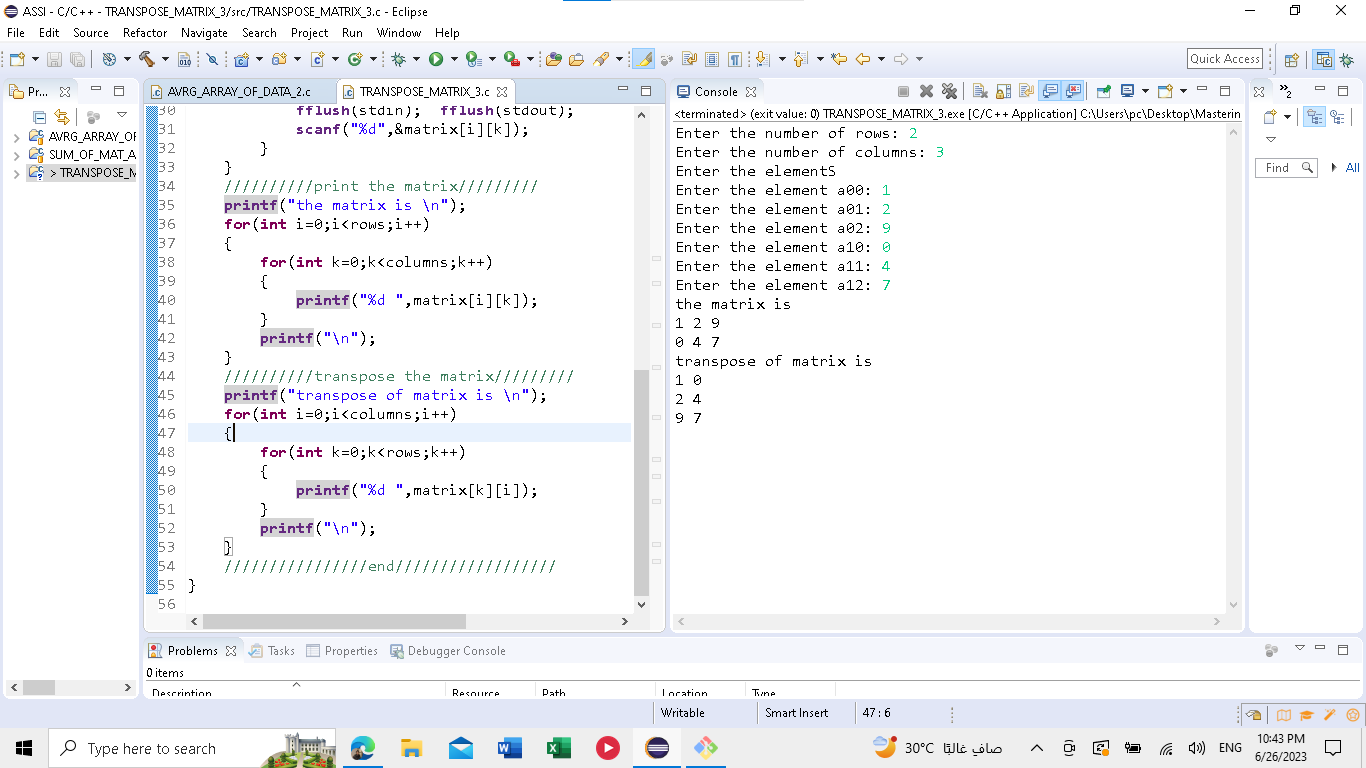 ASSI - C/C++ - TRANSPOSE_MATRIX_3/src/TRANSPOSE_MATRIX_3.c - Eclipse
File Edit Source Refactor Navigate Search Project Run Window Help
Quick Access
Pr...
AVRG_ARRAY_OF
SUM_OF_MAT_A
> TRANSPOSE_M
AVRG_ARRAY_OF_DATA_2.c TRANSPOSE_MATRIX_3.c
30 fflush(stdin); fflush(stdout);
31 scanf("%d",&matrix[i][k]);
32 }
33 }
34 //////////print the matrix/////////
35 printf("the matrix is \n");
36 for(int i=0;i<rows;i++)
37 {
38 for(int k=0;k<columns;k++)
39 {
40 printf("%d ",matrix[i][k]);
41 }
42 printf("\n");
43 }
44 //////////transpose the matrix/////////
45 printf("transpose of matrix is \n");
46 for(int i=0;i<columns;i++)
47 {
48 for(int k=0;k<rows;k++)
49 {
50 printf("%d ",matrix[k][i]);
51 }
52 printf("\n");
53 }
54 ////////////////end//////////////////
55 }
56
Console
<terminated> (exit value: 0) TRANSPOSE_MATRIX_3.exe [C/C++ Application] C:\Users\pc\Desktop\Masterin
Enter the number of rows: 2
Enter the number of columns: 3
Enter the elementS
Enter the element a00: 1
Enter the element a01: 2
Enter the element a02: 9
Enter the element a10: 0
Enter the element a11: 4
Enter the element a12: 7
the matrix is
1 2 9
0 4 7
transpose of matrix is
1 0
2 4
9 7
»2
Find All
Problems Tasks Properties Debugger Console
0 items
Description Resource Path Location Type
Writable Smart Insert 47 : 6
Type here to search
30°C صافٍ غالبًا
ENG
10:43 PM
6/26/2023